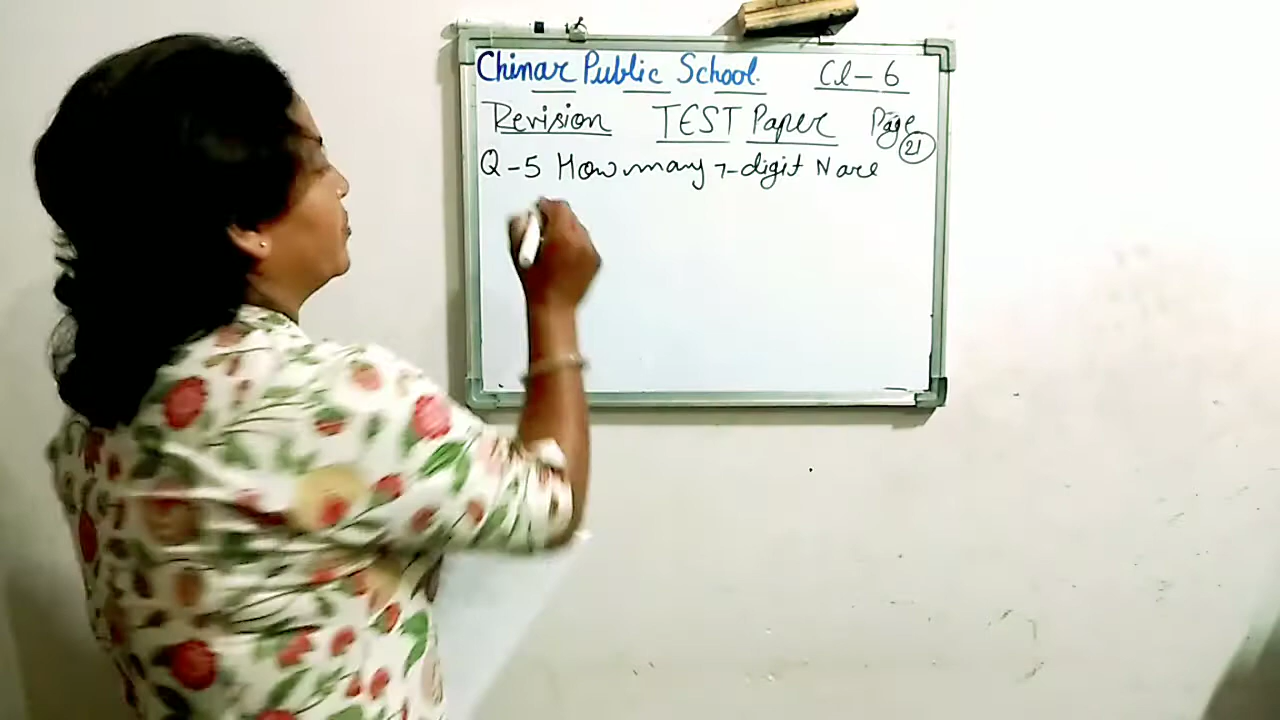 Chinar Public School. Cl-6
Revision TEST Paper Page 21
Q-5 How many 7-digit N are